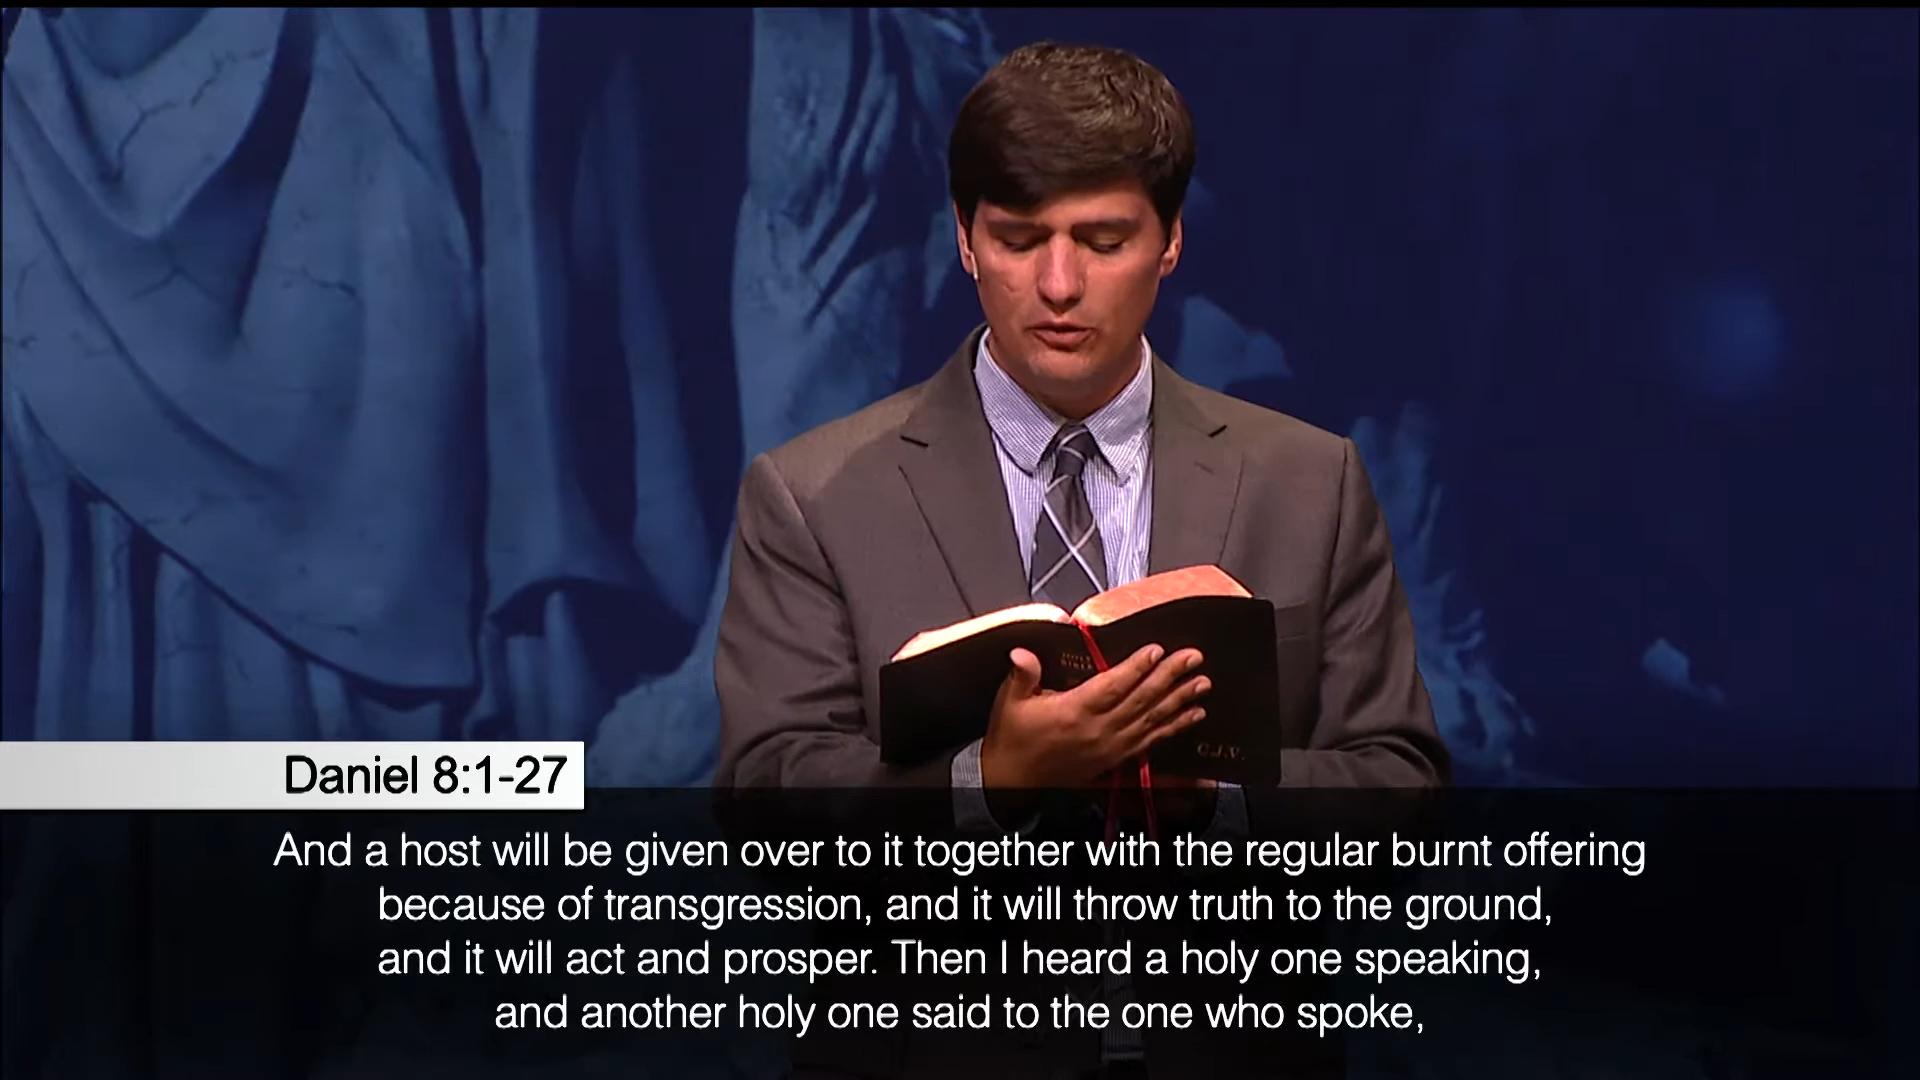 HOLY
BIBLE
C.J.V.
Daniel 8:1-27
And a host will be given over to it together with the regular burnt offering
because of transgression, and it will throw truth to the ground,
and it will act and prosper. Then I heard a holy one speaking,
and another holy one said to the one who spoke,